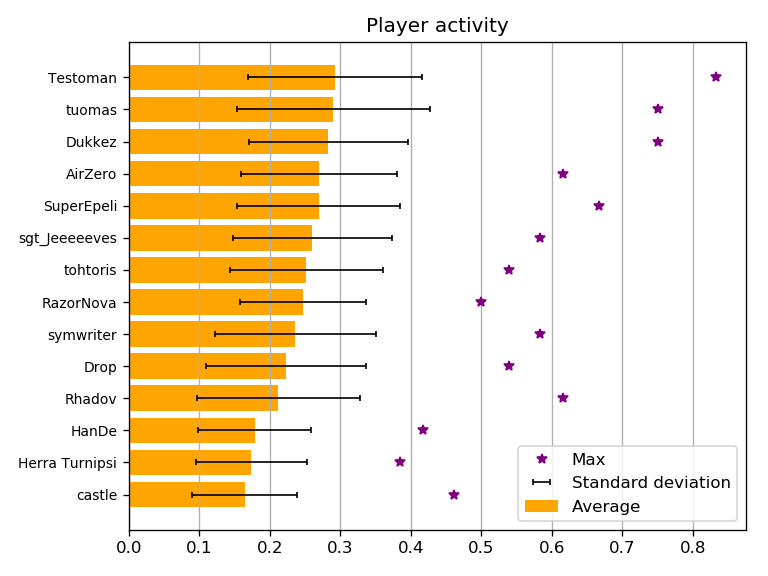 Player activity
Testoman
tuomas
Dukkez
AirZero
SuperEpeli
sgt_Jeeeeeves
tohtoris
RazorNova
symwriter
Drop
Rhadov
HanDe
Herra Turnipsi
castle
Max
Standard deviation
Average
0.0 0.1 0.2 0.3 0.4 0.5 0.6 0.7 0.8